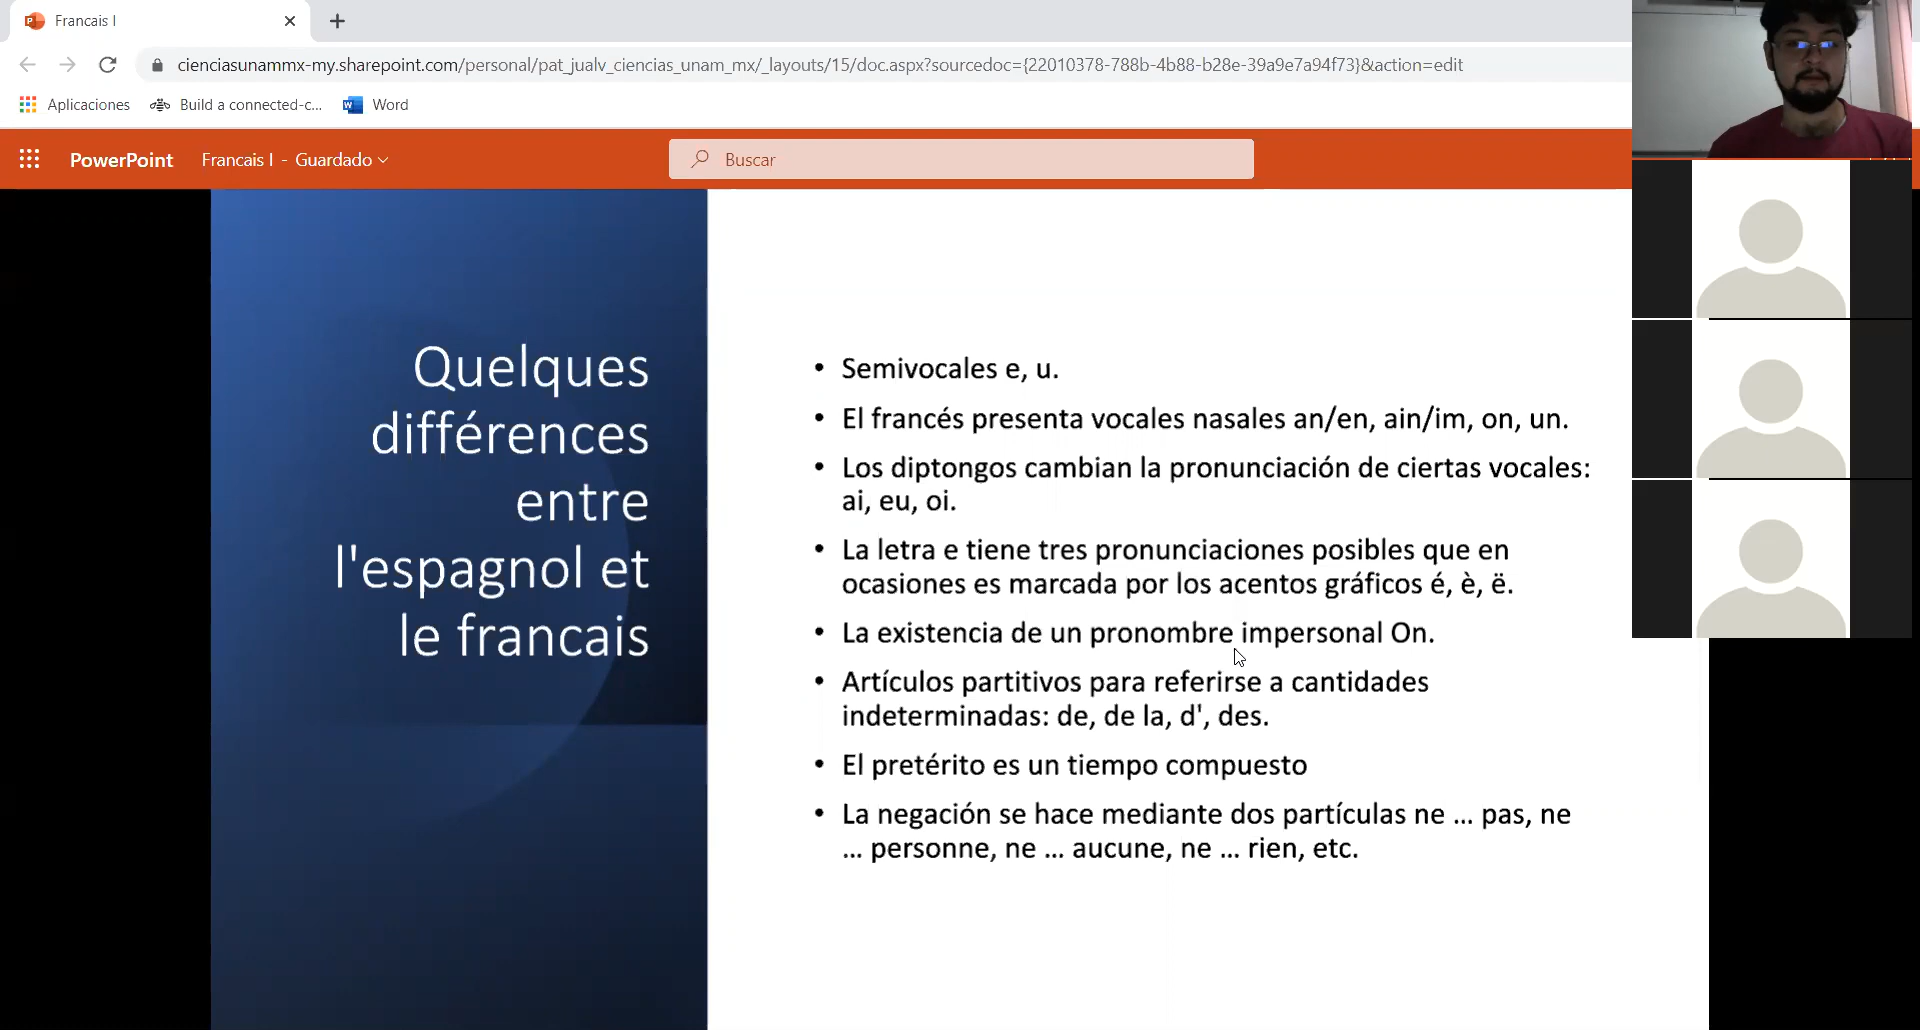 Francais I
cienciasunammx-my.sharepoint.com/personal/pat_jualv_ciencias_unam_mx/_layouts/15/doc.aspx?sourcedoc={22010378-788b-4b88-b28e-39a9e7a94f73}&action=edit
Aplicaciones Build a connected-c... Word
PowerPoint Francais I - Guardado Buscar
Quelques
différences
entre
l'espagnol et
le francais
• Semivocales e, u.
• El francés presenta vocales nasales an/en, ain/im, on, un.
• Los diptongos cambian la pronunciación de ciertas vocales:
ai, eu, oi.
• La letra e tiene tres pronunciaciones posibles que en
ocasiones es marcada por los acentos gráficos é, è, ë.
• La existencia de un pronombre impersonal On.
• Artículos partitivos para referirse a cantidades
indeterminadas: de, de la, d', des.
• El pretérito es un tiempo compuesto
• La negación se hace mediante dos partículas ne ... pas, ne
... personne, ne ... aucune, ne ... rien, etc.